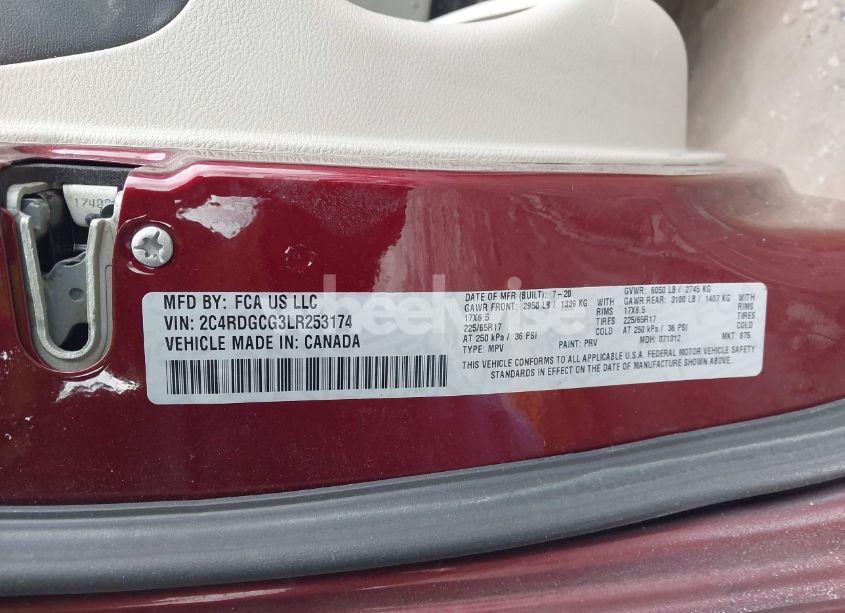 1740
MFD BY: FCA US LLC
VIN: 2C4RDGCG3LR253174
VEHICLE MADE IN: CANADA
DATE OF MFR (BUILT): 7-20 GVWR: 6050 LB / 2745 KG
GAWR FRONT: 2950 LB / 1339 KG WITH GAWR REAR: 3100 LB / 1407 KG WITH
17X6.5 RIMS 17X6.5 RIMS
225/65R17 TIRES 225/65R17 TIRES
AT 250 kPa / 36 PSI COLD AT 250 kPa / 36 PSI COLD
TYPE: MPV PAINT: PRV MDH: 071312 MKT: 875
THIS VEHICLE CONFORMS TO ALL APPLICABLE U.S.A. FEDERAL MOTOR VEHICLE SAFETY
STANDARDS IN EFFECT ON THE DATE OF MANUFACTURE SHOWN ABOVE.